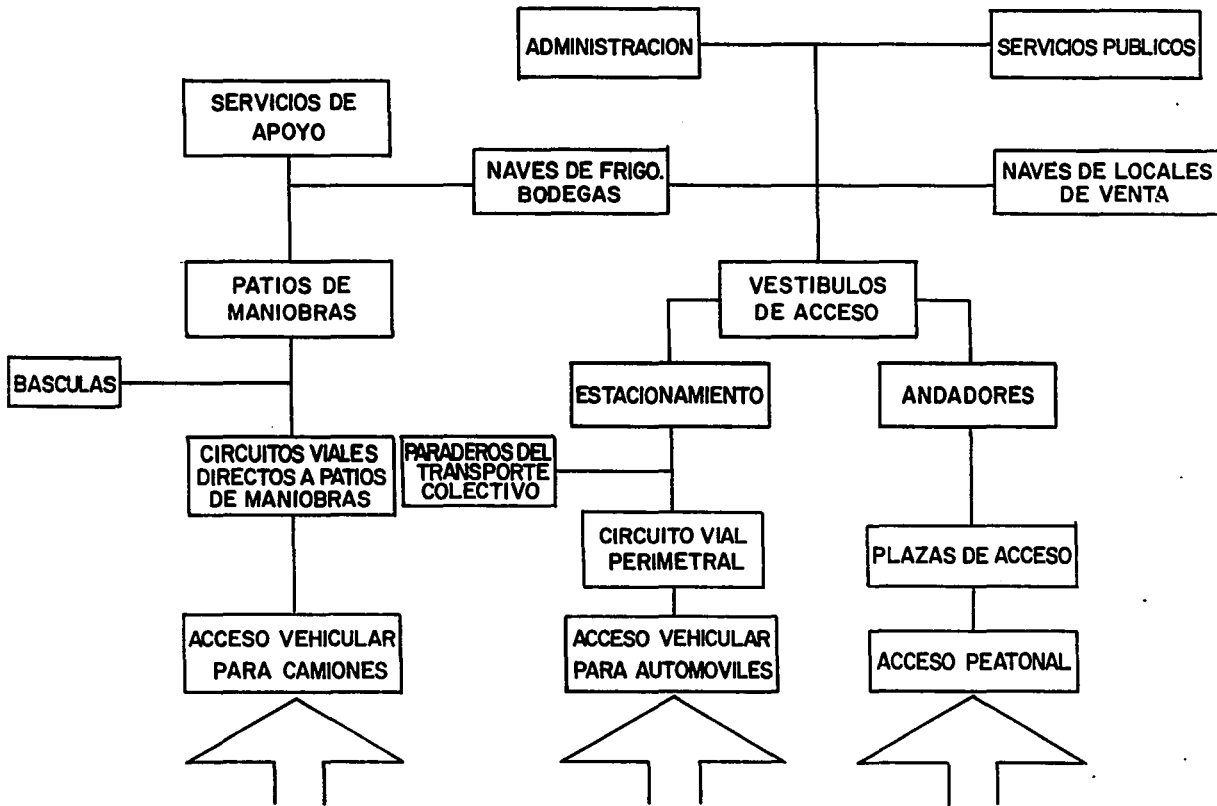 ADMINISTRACION
SERVICIOS PUBLICOS
SERVICIOS DE
APOYO
NAVES DE FRIGO.
BODEGAS
NAVES DE LOCALES
DE VENTA
PATIOS DE
MANIOBRAS
VESTIBULOS
DE ACCESO
BASCULAS
ESTACIONAMIENTO
ANDADORES
CIRCUITOS VIALES
DIRECTOS A PATIOS
DE MANIOBRAS
PARADEROS DEL
TRANSPORTE
COLECTIVO
CIRCUITO VIAL
PERIMETRAL
PLAZAS DE ACCESO
ACCESO VEHICULAR
PARA CAMIONES
ACCESO VEHICULAR
PARA AUTOMOVILES
ACCESO PEATONAL